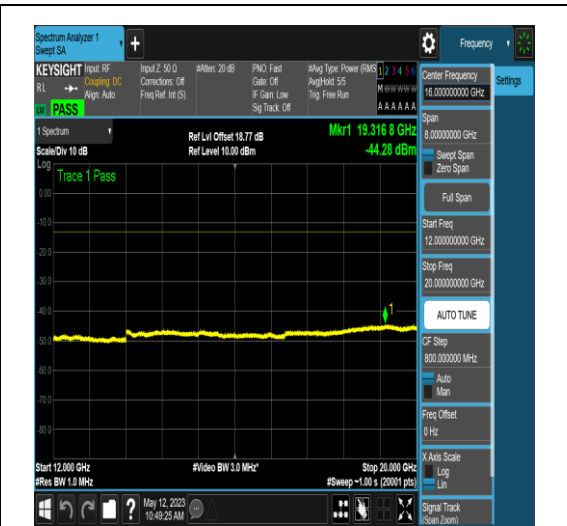 Spectrum Analyzer 1
Swept SA
+
Frequency
KEYSIGHT
RL
PASS
Input: RF
Coupling: DC
Align: Auto
Input Z: 50 Ω
Corrections: Off
Freq Ref: Int (S)
#Atten: 20 dB
PNO: Fast
Gate: Off
IF Gain: Low
Sig Track: Off
#Avg Type: Power (RMS
Avg|Hold: 5/5
Trig: Free Run
1 2 3 4 5 6
M W W W W W
A A A A A A
1 Spectrum
Scale/Div 10 dB
Ref Lvl Offset 18.77 dB
Ref Level 10.00 dBm
Mkr1 19.316 8 GHz
-44.28 dBm
Log
Trace 1 Pass
0.00
-10.0
-20.0
-30.0
-40.0
-50.0
-60.0
-70.0
-80.0
1
Start 12.000 GHz
#Res BW 1.0 MHz
#Video BW 3.0 MHz*
Stop 20.000 GHz
#Sweep ~1.00 s (20001 pts)
?
May 12, 2023
10:49:25 AM
Center Frequency
16.000000000 GHz
Settings
Span
8.00000000 GHz
Swept Span
Zero Span
Full Span
Start Freq
12.000000000 GHz
Stop Freq
20.000000000 GHz
AUTO TUNE
CF Step
800.000000 MHz
Auto
Man
Freq Offset
0 Hz
X Axis Scale
Log
Lin
Signal Track
(Span Zoom)